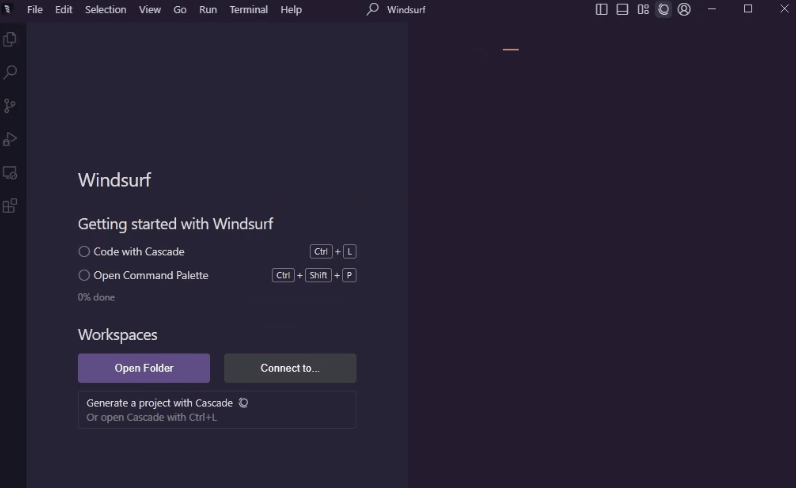 File Edit Selection View Go Run Terminal Help Windsurf
Windsurf
Getting started with Windsurf
Code with Cascade Ctrl + L
Open Command Palette Ctrl + Shift + P
0% done
Workspaces
Open Folder Connect to...
Generate a project with Cascade
Or open Cascade with Ctrl+L